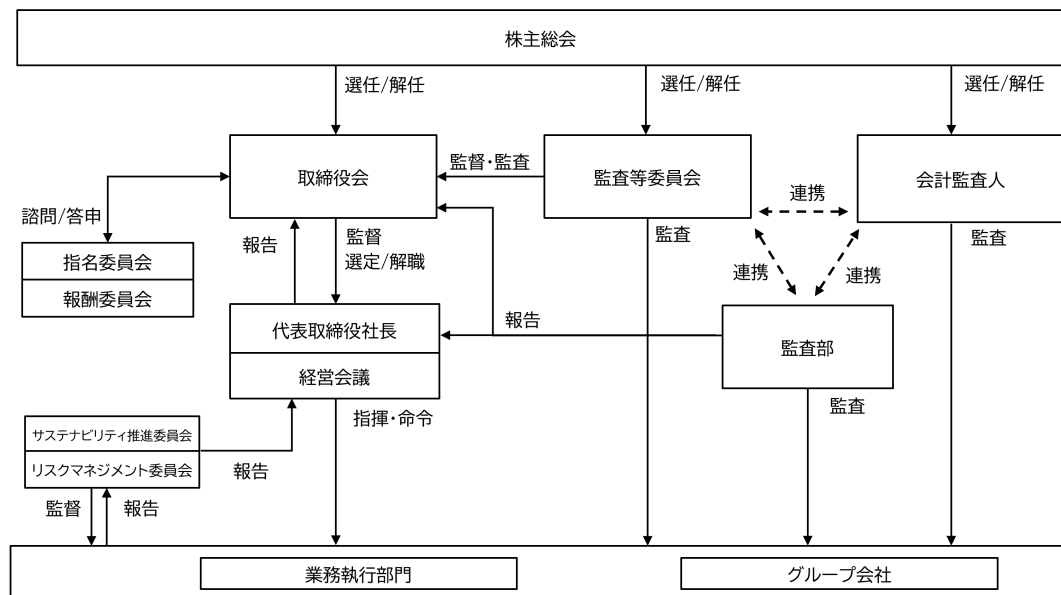 株主総会
選任/解任
選任/解任
選任/解任
取締役会
監督・監査
監査等委員会
会計監査人
連携
諮問/答申
報告
監督
選定/解職
監査
監査
指名委員会
報酬委員会
連携
連携
代表取締役社長
経営会議
報告
監査部
指揮・命令
監査
サステナビリティ推進委員会
リスクマネジメント委員会
報告
監督
報告
業務執行部門
グループ会社